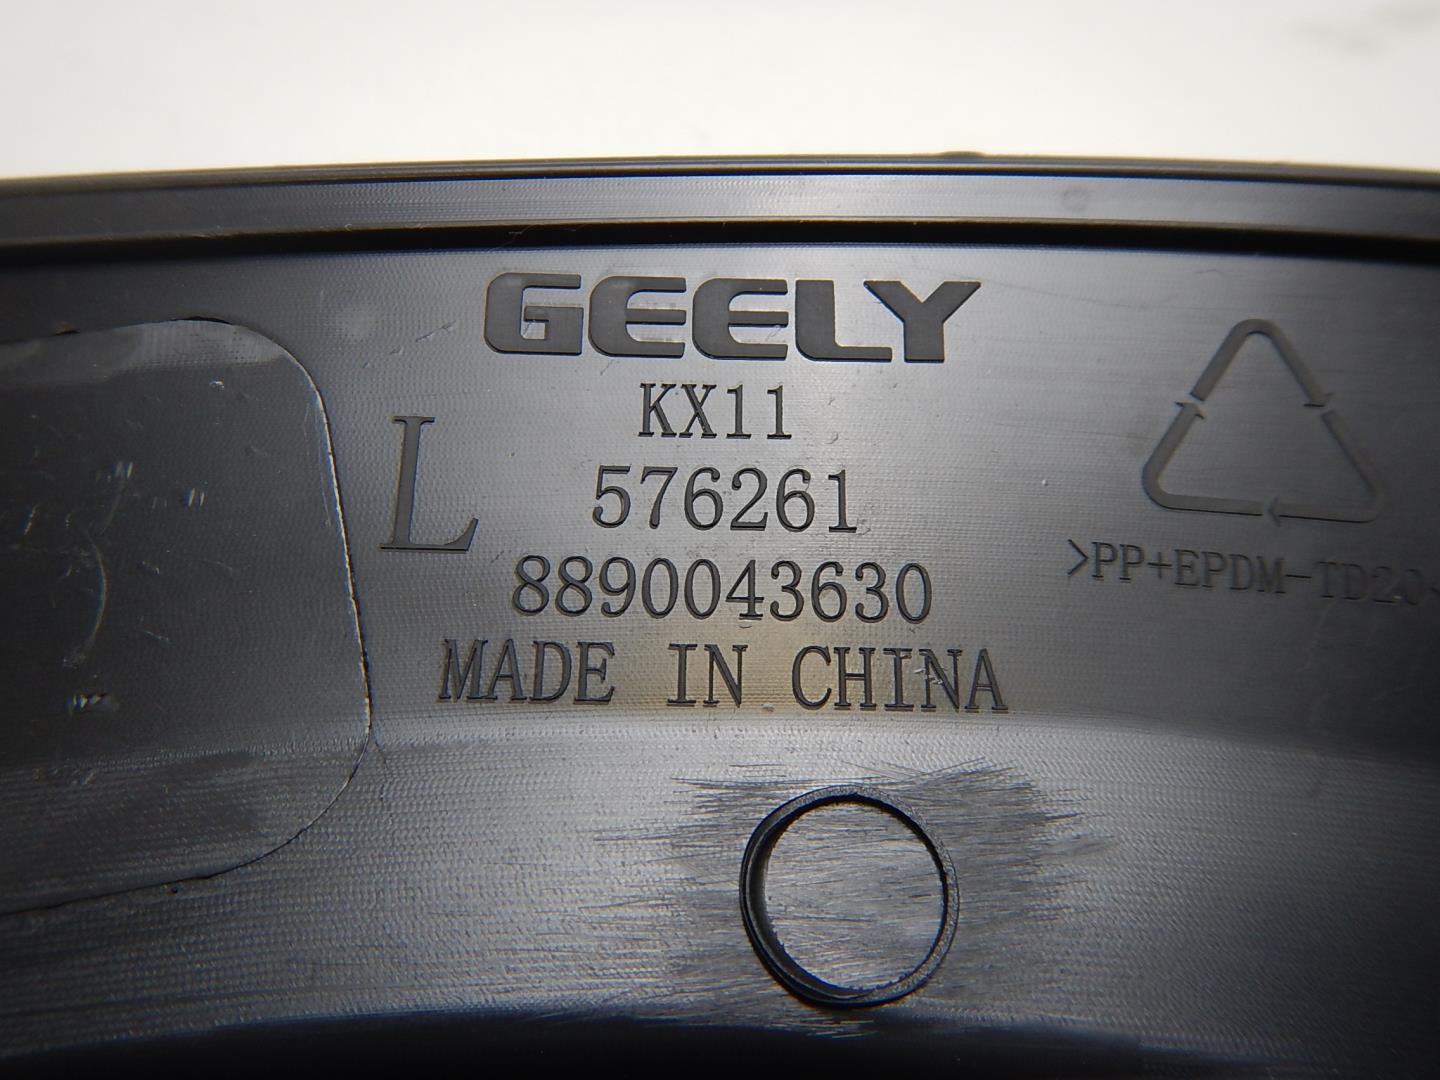 GEELY
KX11
L
576261
8890043630
MADE IN CHINA
>PP+EPDM-TD20<